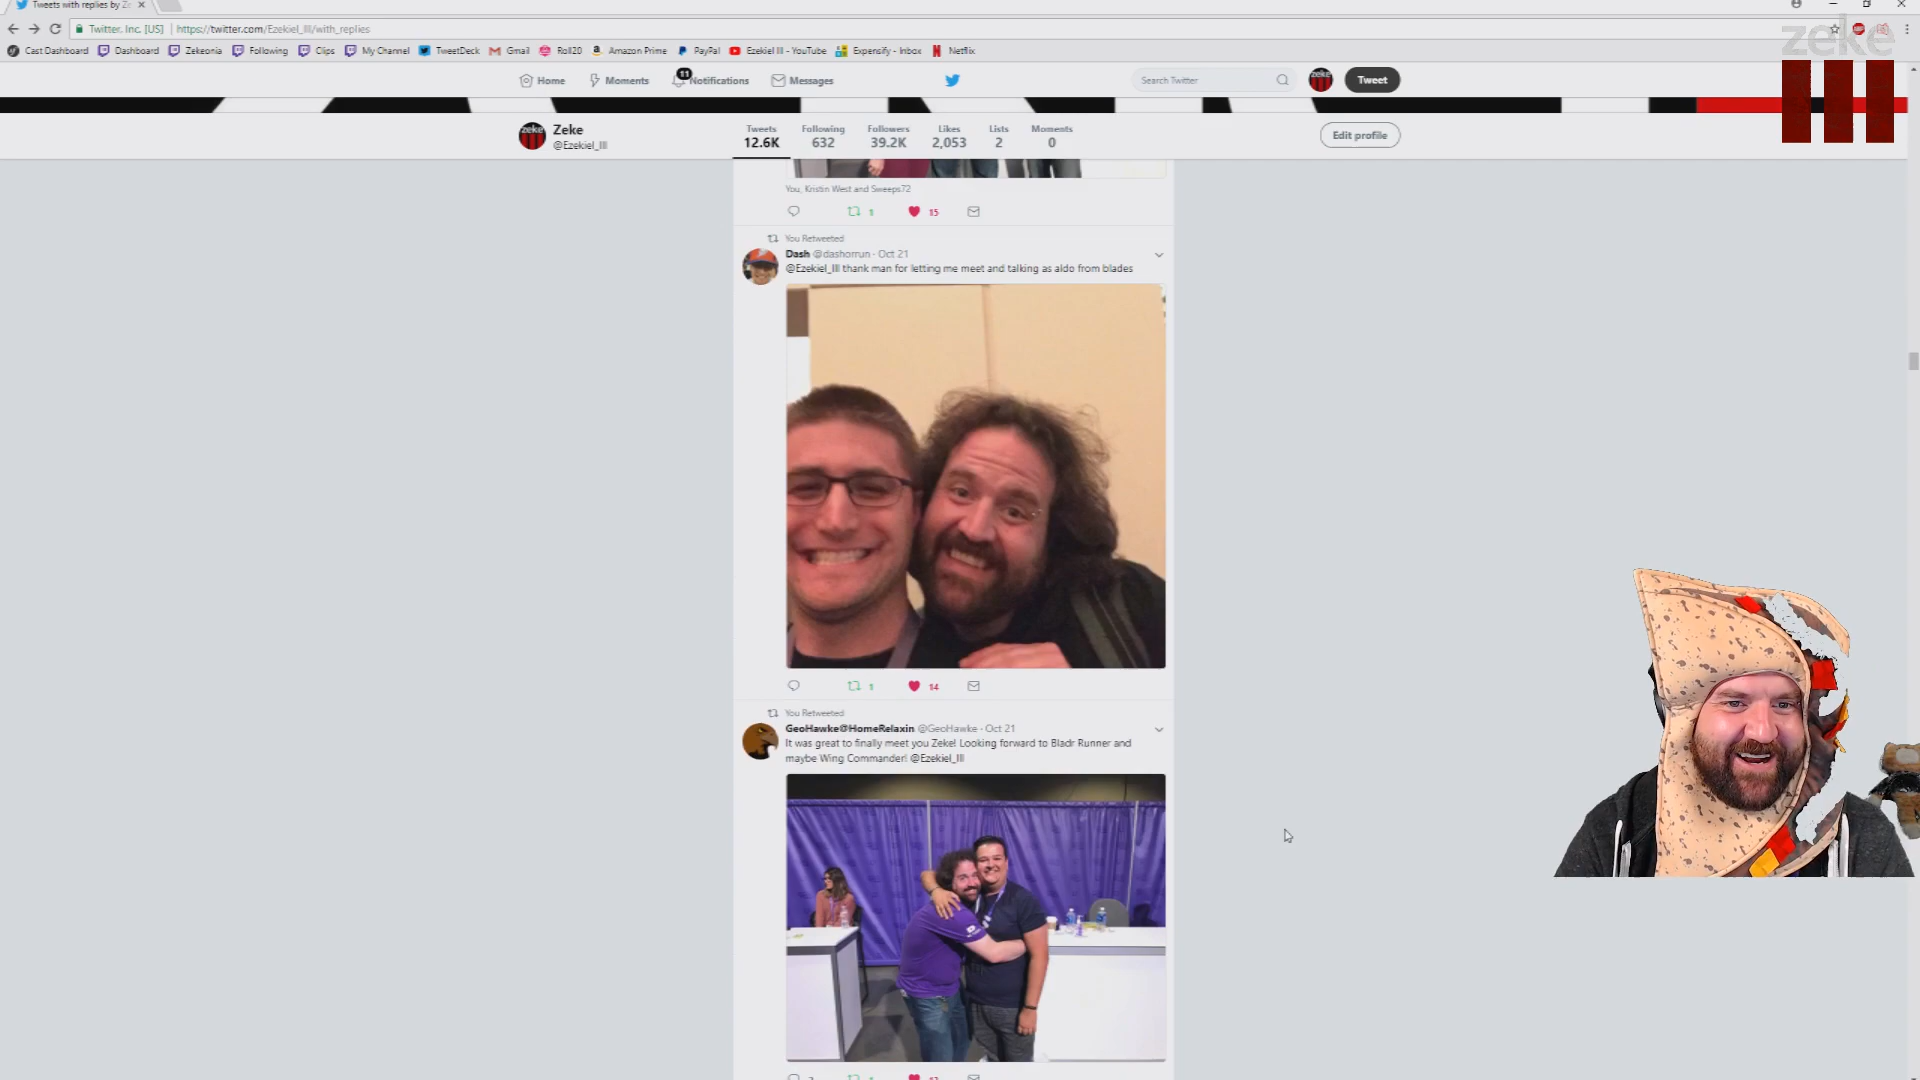 Tweets with replies by Ze
Twitter, Inc. [US] https://twitter.com/Ezekiel_III/with_replies
Cast Dashboard Dashboard Zekeonia Following Clips My Channel TweetDeck Gmail Roll20 Amazon Prime PayPal Ezekiel III - YouTube Expensify - Inbox Netflix
zeke
Home Moments 11 Notifications Messages Search Twitter Tweet
Zeke
@Ezekiel_III
Tweets Following Followers Likes Lists Moments
12.6K 632 39.2K 2,053 2 0
Edit profile
You, Kristin West and Sweeps72
1 15
You Retweeted
Dash @dashorrun · Oct 21
@Ezekiel_III thank man for letting me meet and talking as aldo from blades
1 14
You Retweeted
GeoHawke@HomeRelaxin @GeoHawke · Oct 21
It was great to finally meet you Zeke! Looking forward to Bladr Runner and
maybe Wing Commander! @Ezekiel_III